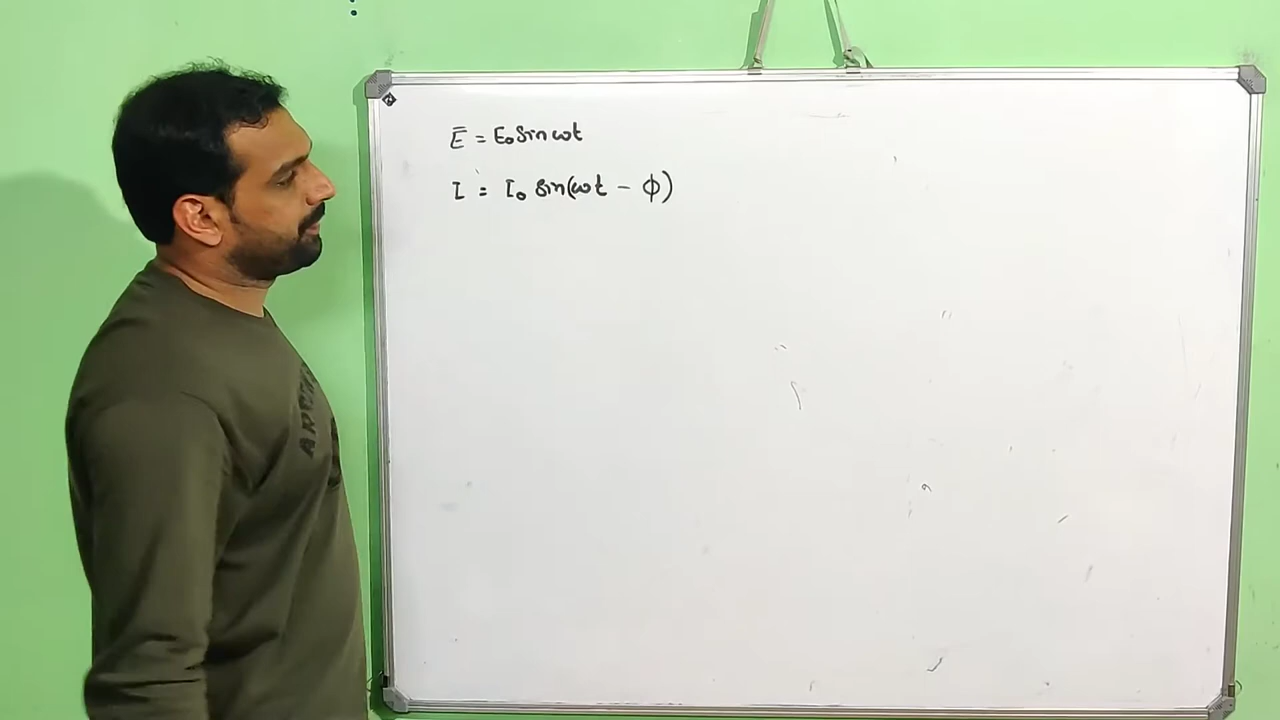 E = E₀ Sin ωt
I = I₀ Sin(ωt - ϕ)